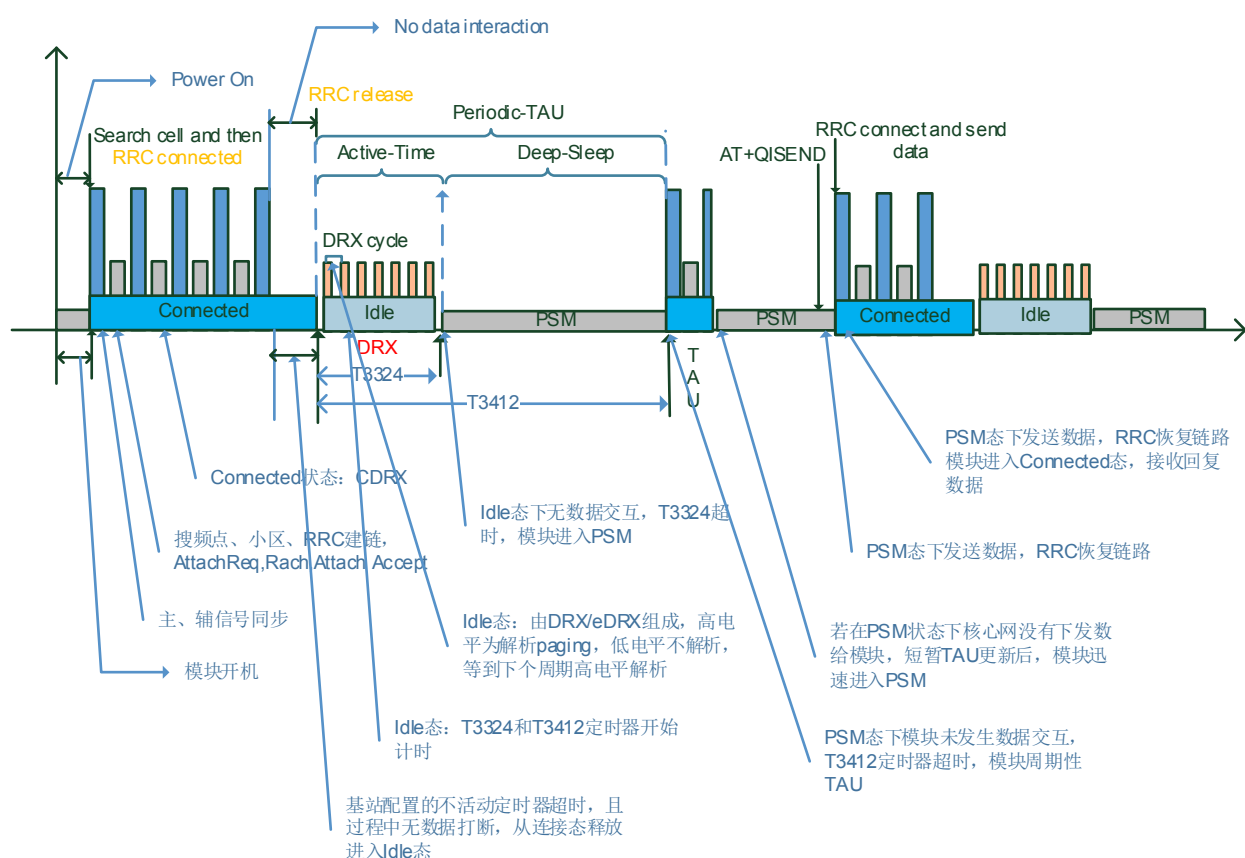 No data interaction
Power On
RRC release
Periodic-TAU
Search cell and then
RRC connected
RRC connect and send
data
Active-Time
Deep-Sleep
AT+QISEND
DRX cycle
Connected
Idle
PSM
PSM
Connected
Idle
PSM
DRX
T3324
T
A
U
T3412
Connected状态：CDRX
PSM态下发送数据，RRC恢复链路
模块进入Connected态，接收回复
数据
Idle态下无数据交互，T3324超
时，模块进入PSM
搜频点、小区、RRC建链，
AttachReq,Rach Attach Accept
PSM态下发送数据，RRC恢复链路
主、辅信号同步
Idle态：由DRX/eDRX组成，高电
平为解析paging，低电平不解析，
等到下个周期高电平解析
若在PSM状态下核心网没有下发数
给模块，短暂TAU更新后，模块迅
速进入PSM
模块开机
Idle态：T3324和T3412定时器开始
计时
PSM态下模块未发生数据交互，
T3412定时器超时，模块周期性
TAU
基站配置的不活动定时器超时，且
过程中无数据打断，从连接态释放
进入Idle态